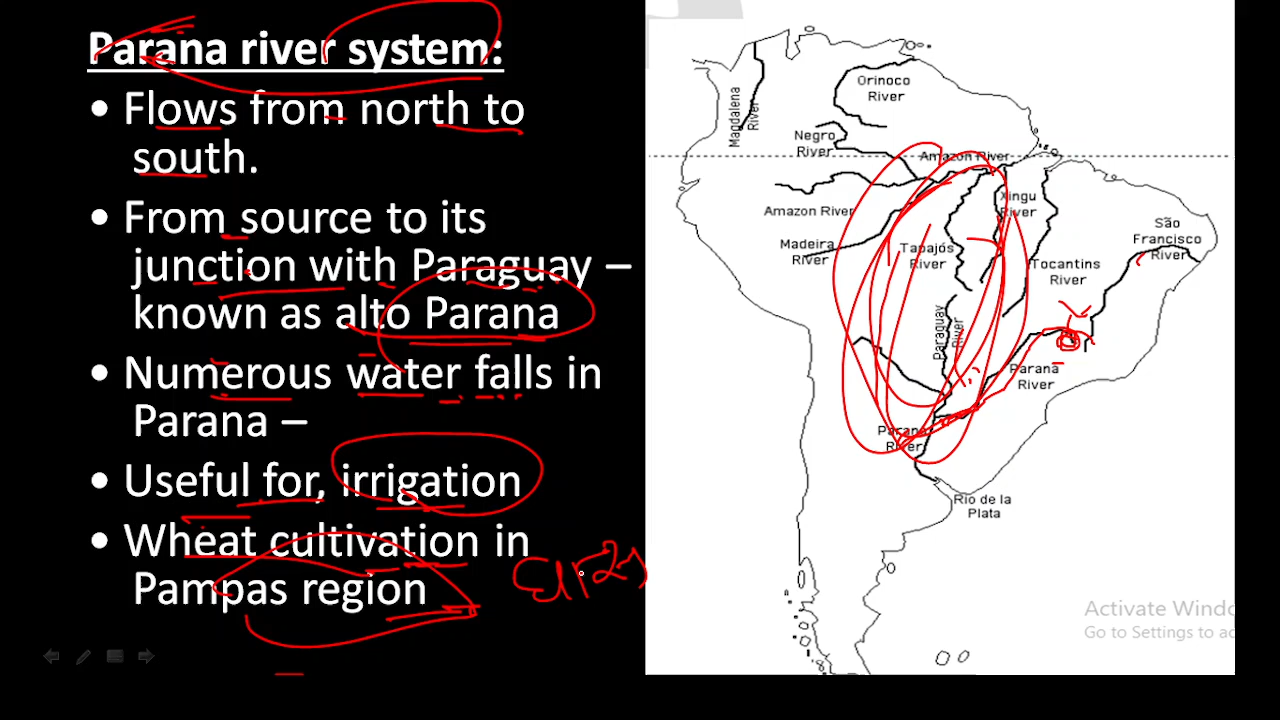 Parana river system:
• Flows from north to
south.
• From source to its
junction with Paraguay –
known as alto Parana
• Numerous water falls in
Parana –
• Useful for, irrigation
• Wheat cultivation in
Pampas region
Magdalena
River
Orinoco
River
Negro
River
Amazon River
Amazon River
Madeira
River
Tapajós
River
Xingu
River
Tocantins
River
São
Francisco
River
Paraguay
River
Parana
River
Parana
River
Rio de la
Plata
Activate Windo
Go to Settings to ac